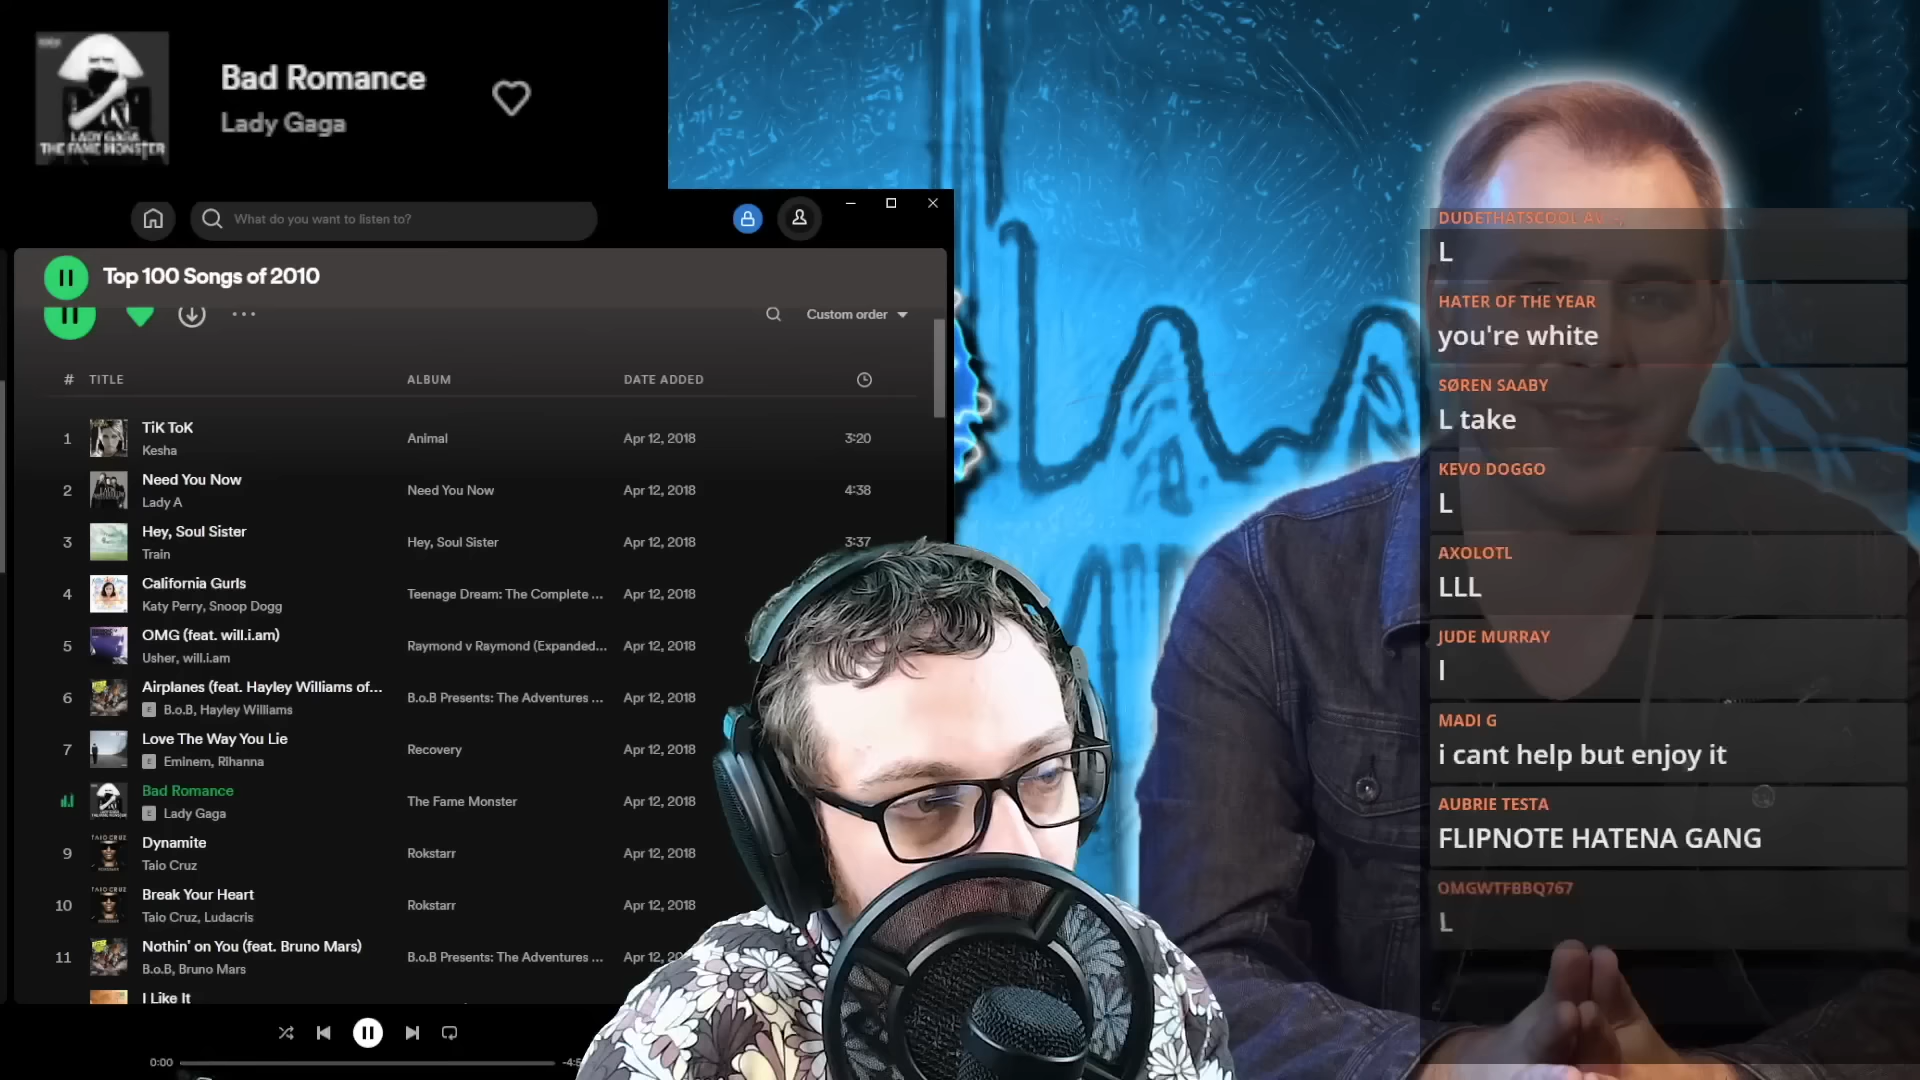 LADY GAGA
THE FAME MONSTER
Bad Romance
Lady Gaga
What do you want to listen to?
Top 100 Songs of 2010
Custom order
# TITLE ALBUM DATE ADDED
1 TiK ToK Animal Apr 12, 2018 3:20
Kesha
2 Need You Now Need You Now Apr 12, 2018 4:38
Lady A
3 Hey, Soul Sister Hey, Soul Sister Apr 12, 2018 3:37
Train
4 California Gurls Teenage Dream: The Complete ... Apr 12, 2018
Katy Perry, Snoop Dogg
5 OMG (feat. will.i.am) Raymond v Raymond (Expanded... Apr 12, 2018
Usher, will.i.am
6 Airplanes (feat. Hayley Williams of... B.o.B Presents: The Adventures ... Apr 12, 2018
E B.o.B, Hayley Williams
7 Love The Way You Lie Recovery Apr 12, 2018
E Eminem, Rihanna
Bad Romance The Fame Monster Apr 12, 2018
E Lady Gaga
9 Dynamite Rokstarr Apr 12, 2018
Taio Cruz
10 Break Your Heart Rokstarr Apr 12, 2018
Taio Cruz, Ludacris
11 Nothin' on You (feat. Bruno Mars) B.o.B Presents: The Adventures ... Apr 12, 20
B.o.B, Bruno Mars
I Like It
0:00
DUDETHATSCOOL
L
HATER OF THE YEAR
you're white
SØREN SAABY
L take
KEVO DOGGO
L
AXOLOTL
LLL
JUDE MURRAY
l
MADI G
i cant help but enjoy it
AUBRIE TESTA
FLIPNOTE HATENA GANG
OMGWTFBBQ767
L